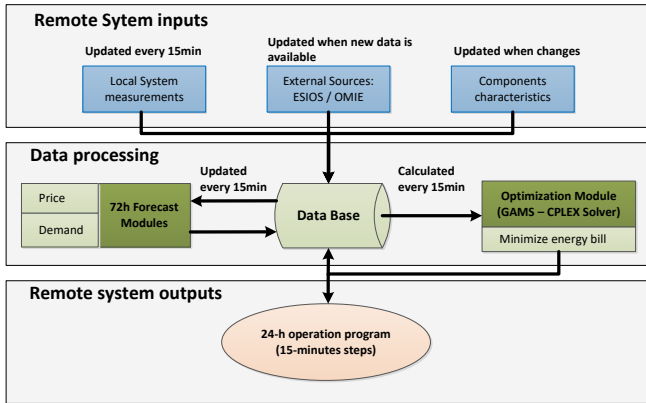 Remote Sytem inputs
Updated every 15min
Updated when new data is
available
Updated when changes
Local System
measurements
External Sources:
ESIOS / OMIE
Components
characteristics
Data processing
Updated
every 15min
Calculated
every 15min
Price
Demand
72h Forecast
Modules
Data Base
Optimization Module
(GAMS – CPLEX Solver)
Minimize energy bill
Remote system outputs
24-h operation program
(15-minutes steps)